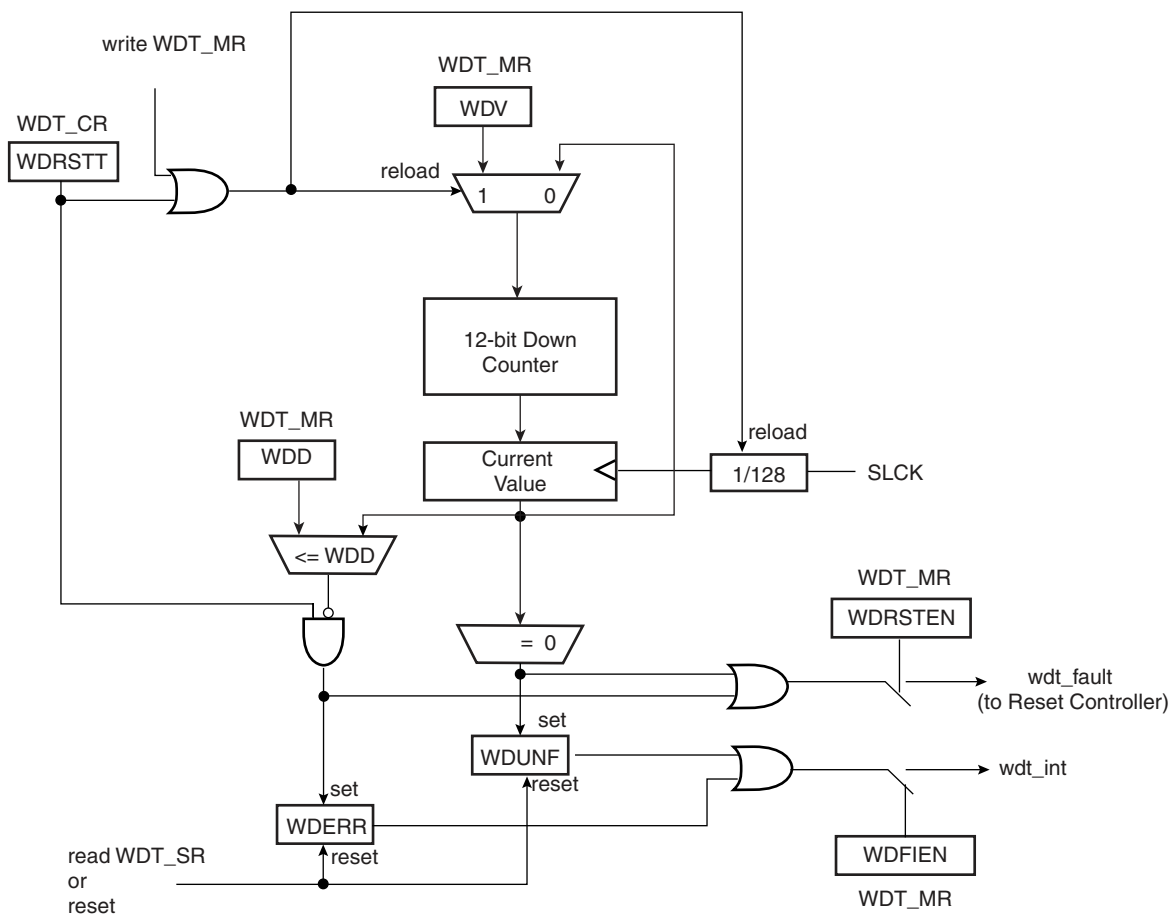 write WDT_MR
WDT_MR
WDV
WDT_CR
WDRSTT
reload
1 0
12-bit Down
Counter
WDT_MR
WDD
reload
Current
Value
1/128
SLCK
<= WDD
WDT_MR
WDRSTEN
= 0
wdt_fault
(to Reset Controller)
set
WDUNF
reset
wdt_int
set
WDERR
reset
WDFIEN
WDT_MR
read WDT_SR
or
reset